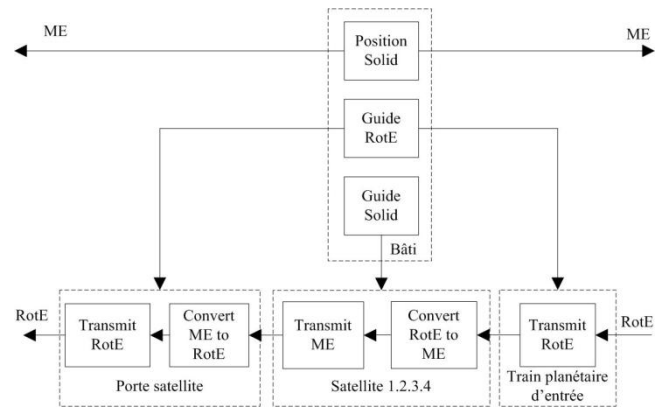 ME
Position
Solid
ME
Guide
RotE
Guide
Solid
Bâti
RotE
Transmit
RotE
Convert
ME to
RotE
Transmit
ME
Convert
RotE to
ME
Transmit
RotE
RotE
Porte satellite
Satellite 1.2.3.4
Train planétaire
d'entrée